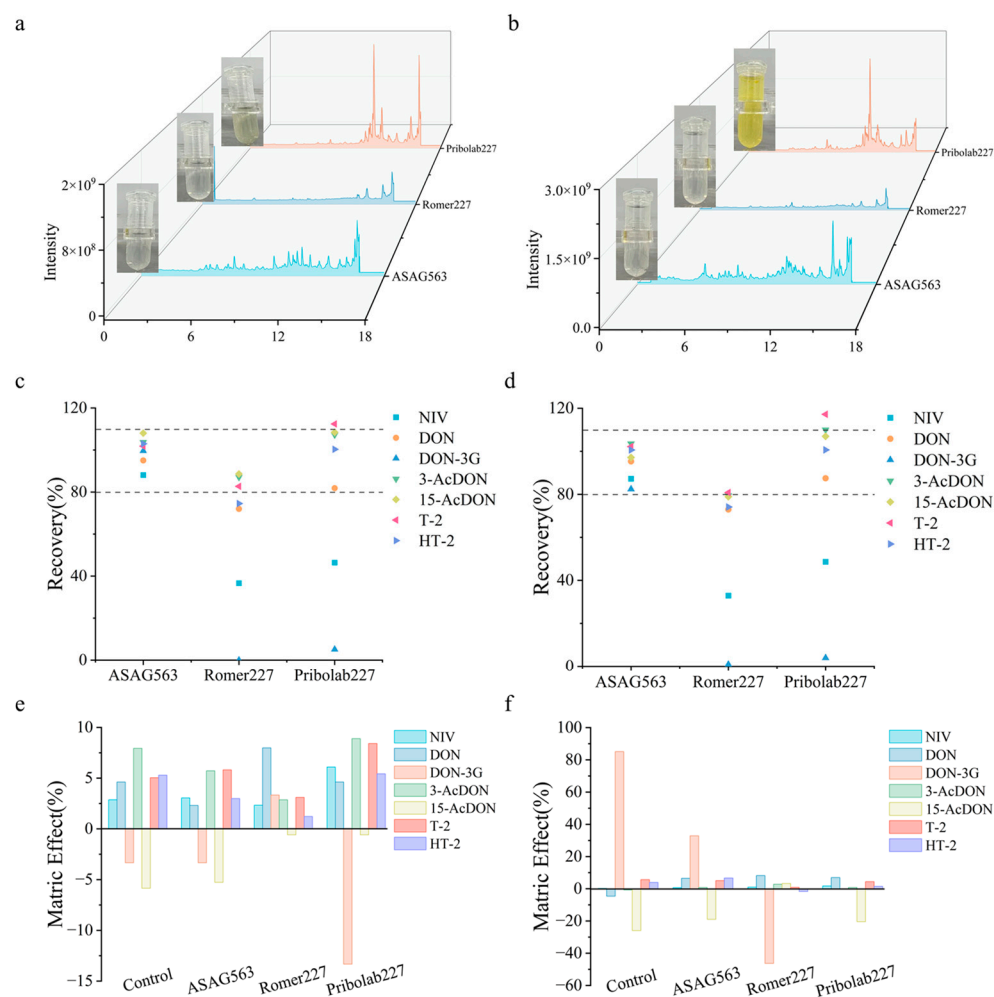 a
Intensity
2×10⁹
8×10⁸
0
0
6
12
18
Pribolab227
Romer227
ASAG563
b
Intensity
3.0×10⁹
1.5×10⁹
0.0
0
6
12
18
Pribolab227
Romer227
ASAG563
c
Recovery(%)
120
80
40
0
ASAG563 Romer227 Pribolab227
NIV
DON
DON-3G
3-AcDON
15-AcDON
T-2
HT-2
d
Recovery(%)
120
80
40
0
ASAG563 Romer227 Pribolab227
NIV
DON
DON-3G
3-AcDON
15-AcDON
T-2
HT-2
e
Matric Effect(%)
10
5
0
−5
−10
−15
Control ASAG563 Romer227 Pribolab227
NIV
DON
DON-3G
3-AcDON
15-AcDON
T-2
HT-2
f
Matric Effect(%)
100
80
60
40
20
0
−20
−40
−60
Control ASAG563 Romer227 Pribolab227
NIV
DON
DON-3G
3-AcDON
15-AcDON
T-2
HT-2